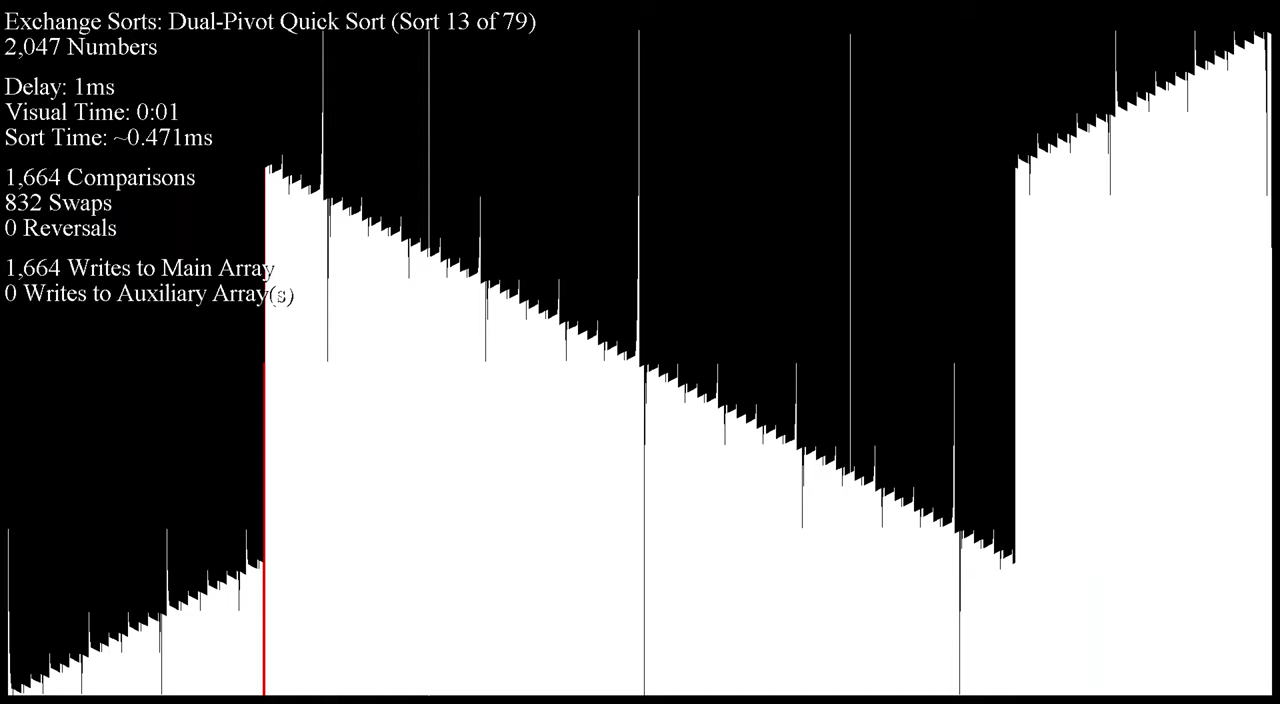 Exchange Sorts: Dual-Pivot Quick Sort (Sort 13 of 79)
2,047 Numbers
Delay: 1ms
Visual Time: 0:01
Sort Time: ~0.471ms
1,664 Comparisons
832 Swaps
0 Reversals
1,664 Writes to Main Array
0 Writes to Auxiliary Array(s)